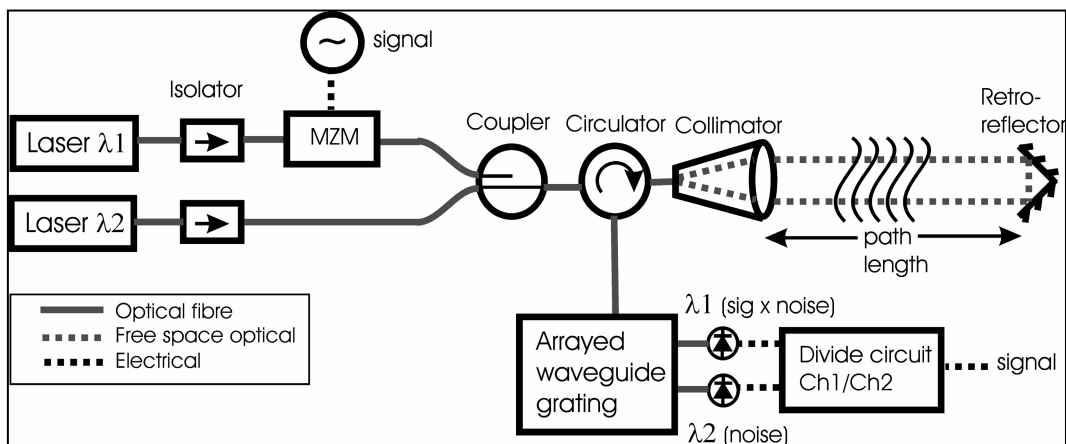 signal
~
Isolator
Retro-
reflector
Coupler
Circulator
Collimator
Laser λ1
MZM
Laser λ2
path
length
Optical fibre
Free space optical
Electrical
λ1 (sig x noise)
Arrayed
waveguide
grating
Divide circuit
Ch1/Ch2
signal
λ2 (noise)